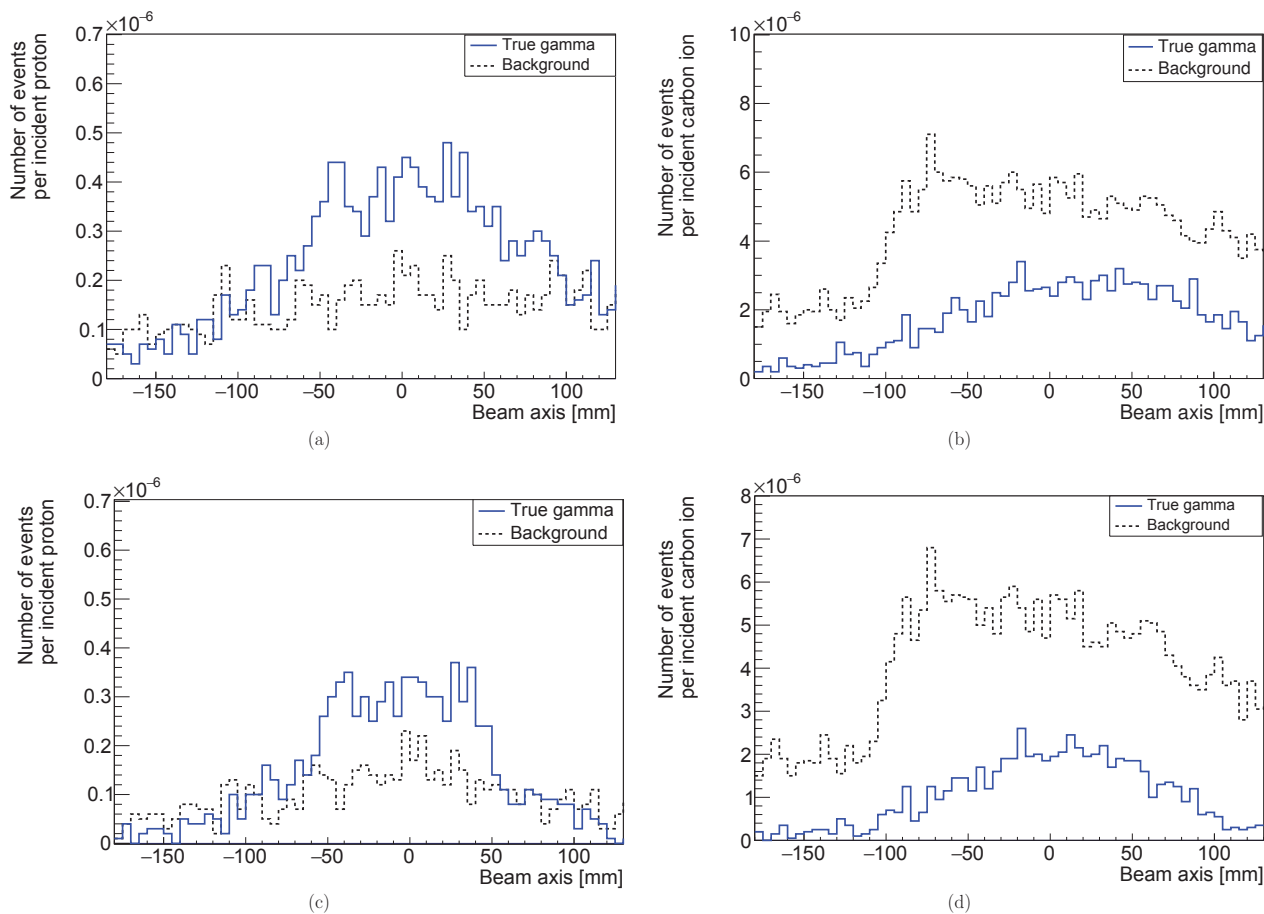 ×10⁻⁶
Number of events
per incident proton
True gamma
Background
0.7
0.6
0.5
0.4
0.3
0.2
0.1
0
−150 −100 −50 0 50 100
Beam axis [mm]
(a)
×10⁻⁶
Number of events
per incident carbon ion
True gamma
Background
10
8
6
4
2
0
−150 −100 −50 0 50 100
Beam axis [mm]
(b)
×10⁻⁶
Number of events
per incident proton
True gamma
Background
0.7
0.6
0.5
0.4
0.3
0.2
0.1
0
−150 −100 −50 0 50 100
Beam axis [mm]
(c)
×10⁻⁶
Number of events
per incident carbon ion
True gamma
Background
8
7
6
5
4
3
2
1
0
−150 −100 −50 0 50 100
Beam axis [mm]
(d)